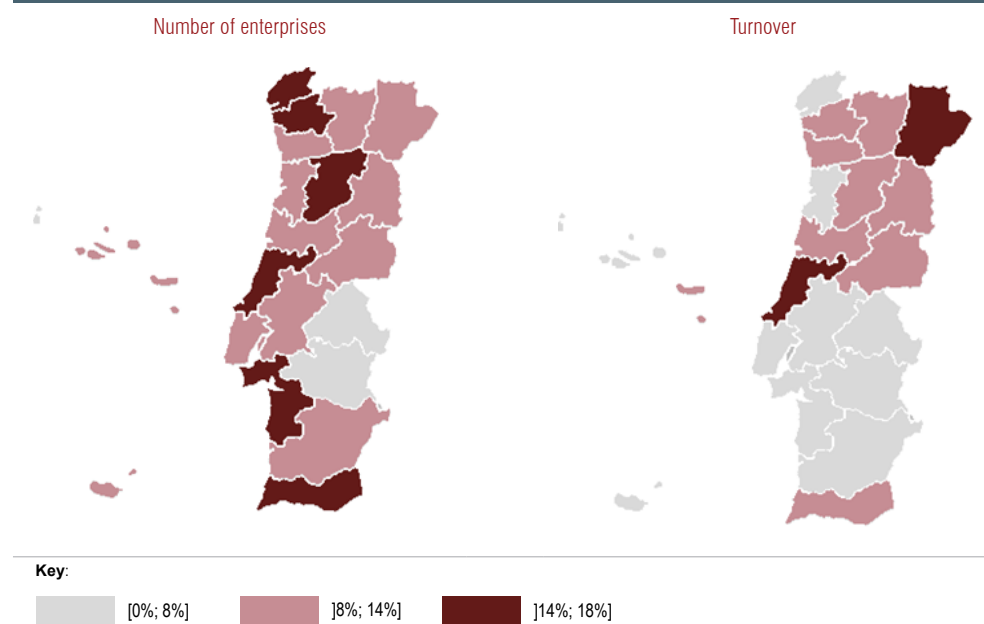 Number of enterprises
Turnover
Key:
[0%; 8%]
]8%; 14%]
]14%; 18%]